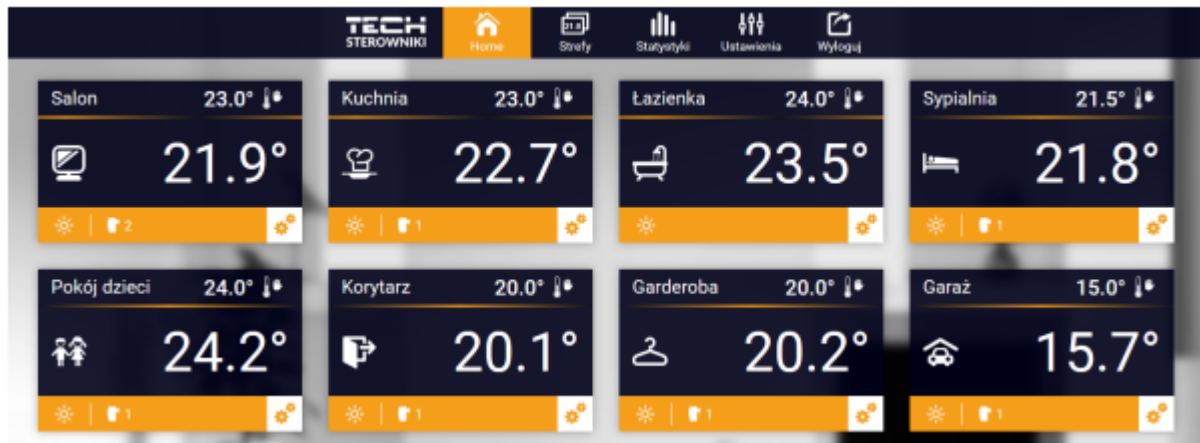 TECH
STEROWNIKI
Home
21.5
Strefy
Statystyki
Ustawienia
Wyloguj
Salon 23.0°
21.9°
2
Kuchnia 23.0°
22.7°
1
Łazienka 24.0°
23.5°
Sypialnia 21.5°
21.8°
1
Pokój dzieci 24.0°
24.2°
1
Korytarz 20.0°
20.1°
1
Garderoba 20.0°
20.2°
1
Garaż 15.0°
15.7°
1